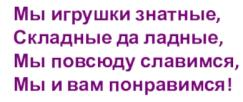 Мы игрушки знатные,
Складные да ладные,
Мы повсюду славимся,
Мы и вам понравимся!